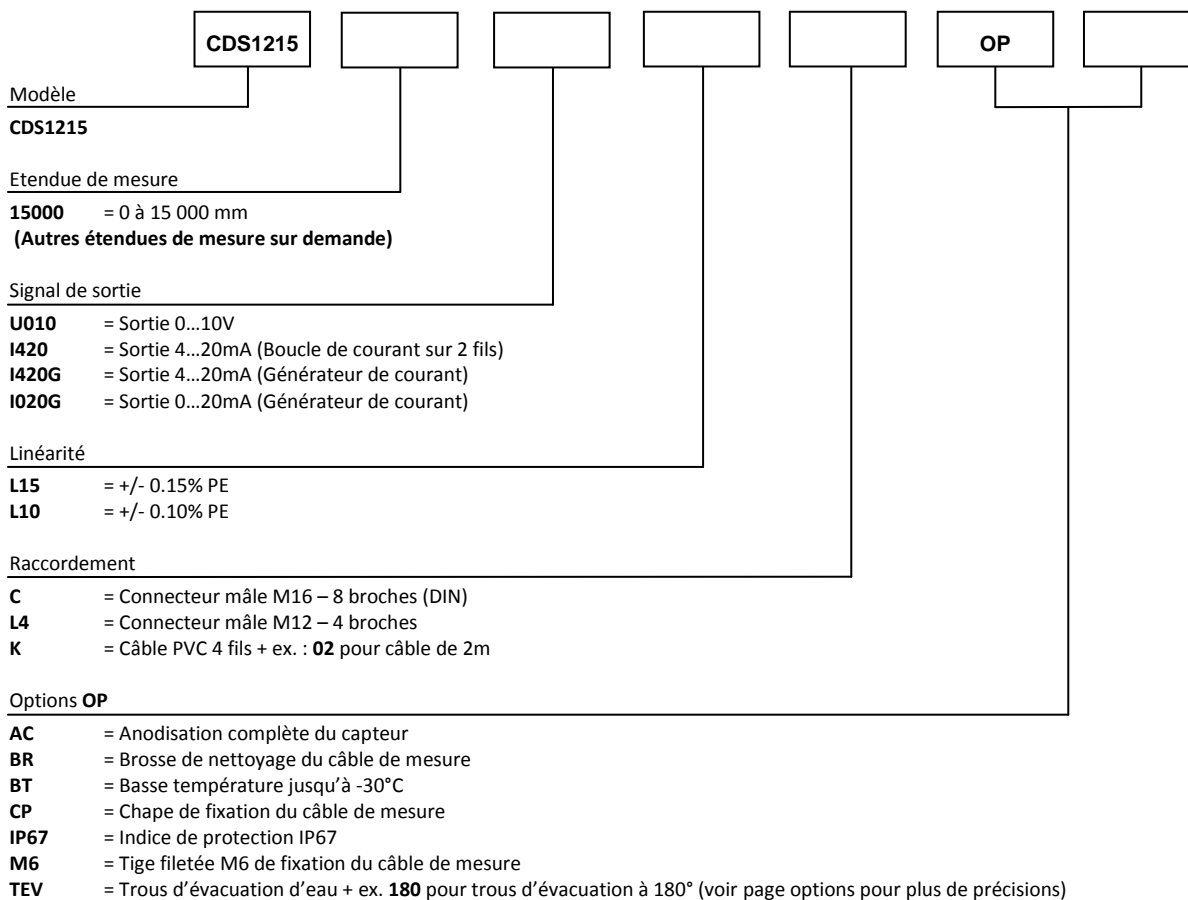 CDS1215 OP
Modèle
CDS1215
Etendue de mesure
15000 = 0 à 15 000 mm
(Autres étendues de mesure sur demande)
Signal de sortie
U010 = Sortie 0…10V
I420 = Sortie 4…20mA (Boucle de courant sur 2 fils)
I420G = Sortie 4…20mA (Générateur de courant)
I020G = Sortie 0…20mA (Générateur de courant)
Linéarité
L15 = +/- 0.15% PE
L10 = +/- 0.10% PE
Raccordement
C = Connecteur mâle M16 – 8 broches (DIN)
L4 = Connecteur mâle M12 – 4 broches
K = Câble PVC 4 fils + ex. : 02 pour câble de 2m
Options OP
AC = Anodisation complète du capteur
BR = Brosse de nettoyage du câble de mesure
BT = Basse température jusqu’à -30°C
CP = Chape de fixation du câble de mesure
IP67 = Indice de protection IP67
M6 = Tige filetée M6 de fixation du câble de mesure
TEV = Trous d’évacuation d’eau + ex. 180 pour trous d’évacuation à 180° (voir page options pour plus de précisions)